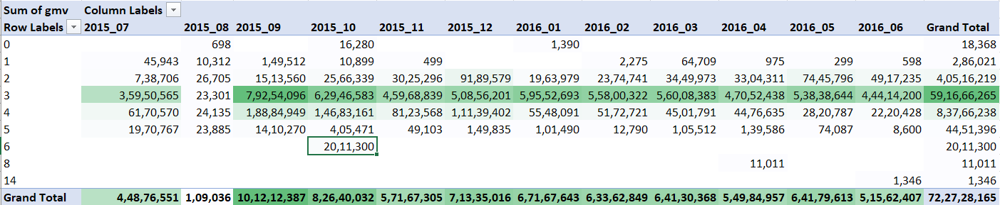 Sum of gmv Column Labels
Row Labels 2015_07 2015_08 2015_09 2015_10 2015_11 2015_12 2016_01 2016_02 2016_03 2016_04 2016_05 2016_06 Grand Total
0 698 16,280 1,390 18,368
1 45,943 10,312 1,49,512 10,899 499 2,275 64,709 975 299 598 2,86,021
2 7,38,706 26,705 15,13,560 25,66,339 30,25,296 91,89,579 19,63,979 23,74,741 34,49,973 33,04,311 74,45,796 49,17,235 4,05,16,219
3 3,59,50,565 23,301 7,92,54,096 6,29,46,583 4,59,68,839 5,08,56,201 5,95,52,693 5,58,00,322 5,60,08,383 4,70,52,438 5,38,38,644 4,44,14,200 59,16,66,265
4 61,70,570 24,135 1,88,84,949 1,46,83,161 81,23,568 1,11,39,402 55,48,091 51,72,721 45,01,791 44,76,635 28,20,787 22,20,428 8,37,66,238
5 19,70,767 23,885 14,10,270 4,05,471 49,103 1,49,835 1,01,490 12,790 1,05,512 1,39,586 74,087 8,600 44,51,396
6 20,11,300 20,11,300
8 11,011 11,011
14 1,346 1,346
Grand Total 4,48,76,551 1,09,036 10,12,12,387 8,26,40,032 5,71,67,305 7,13,35,016 6,71,67,643 6,33,62,849 6,41,30,368 5,49,84,957 6,41,79,613 5,15,62,407 72,27,28,165